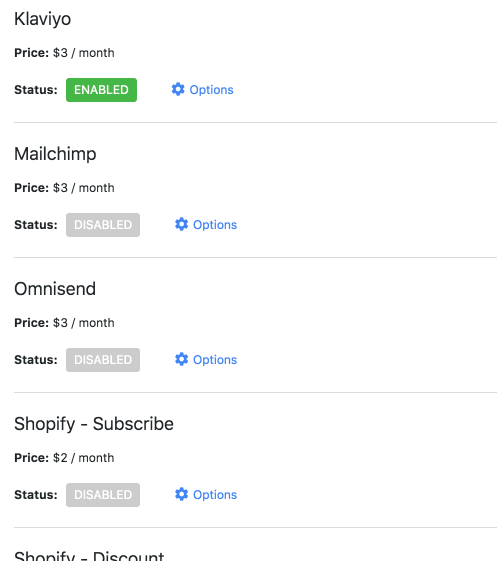 Klaviyo
Price: $3 / month
Status: ENABLED Options
Mailchimp
Price: $3 / month
Status: DISABLED Options
Omnisend
Price: $3 / month
Status: DISABLED Options
Shopify - Subscribe
Price: $2 / month
Status: DISABLED Options
Shopify - Discount